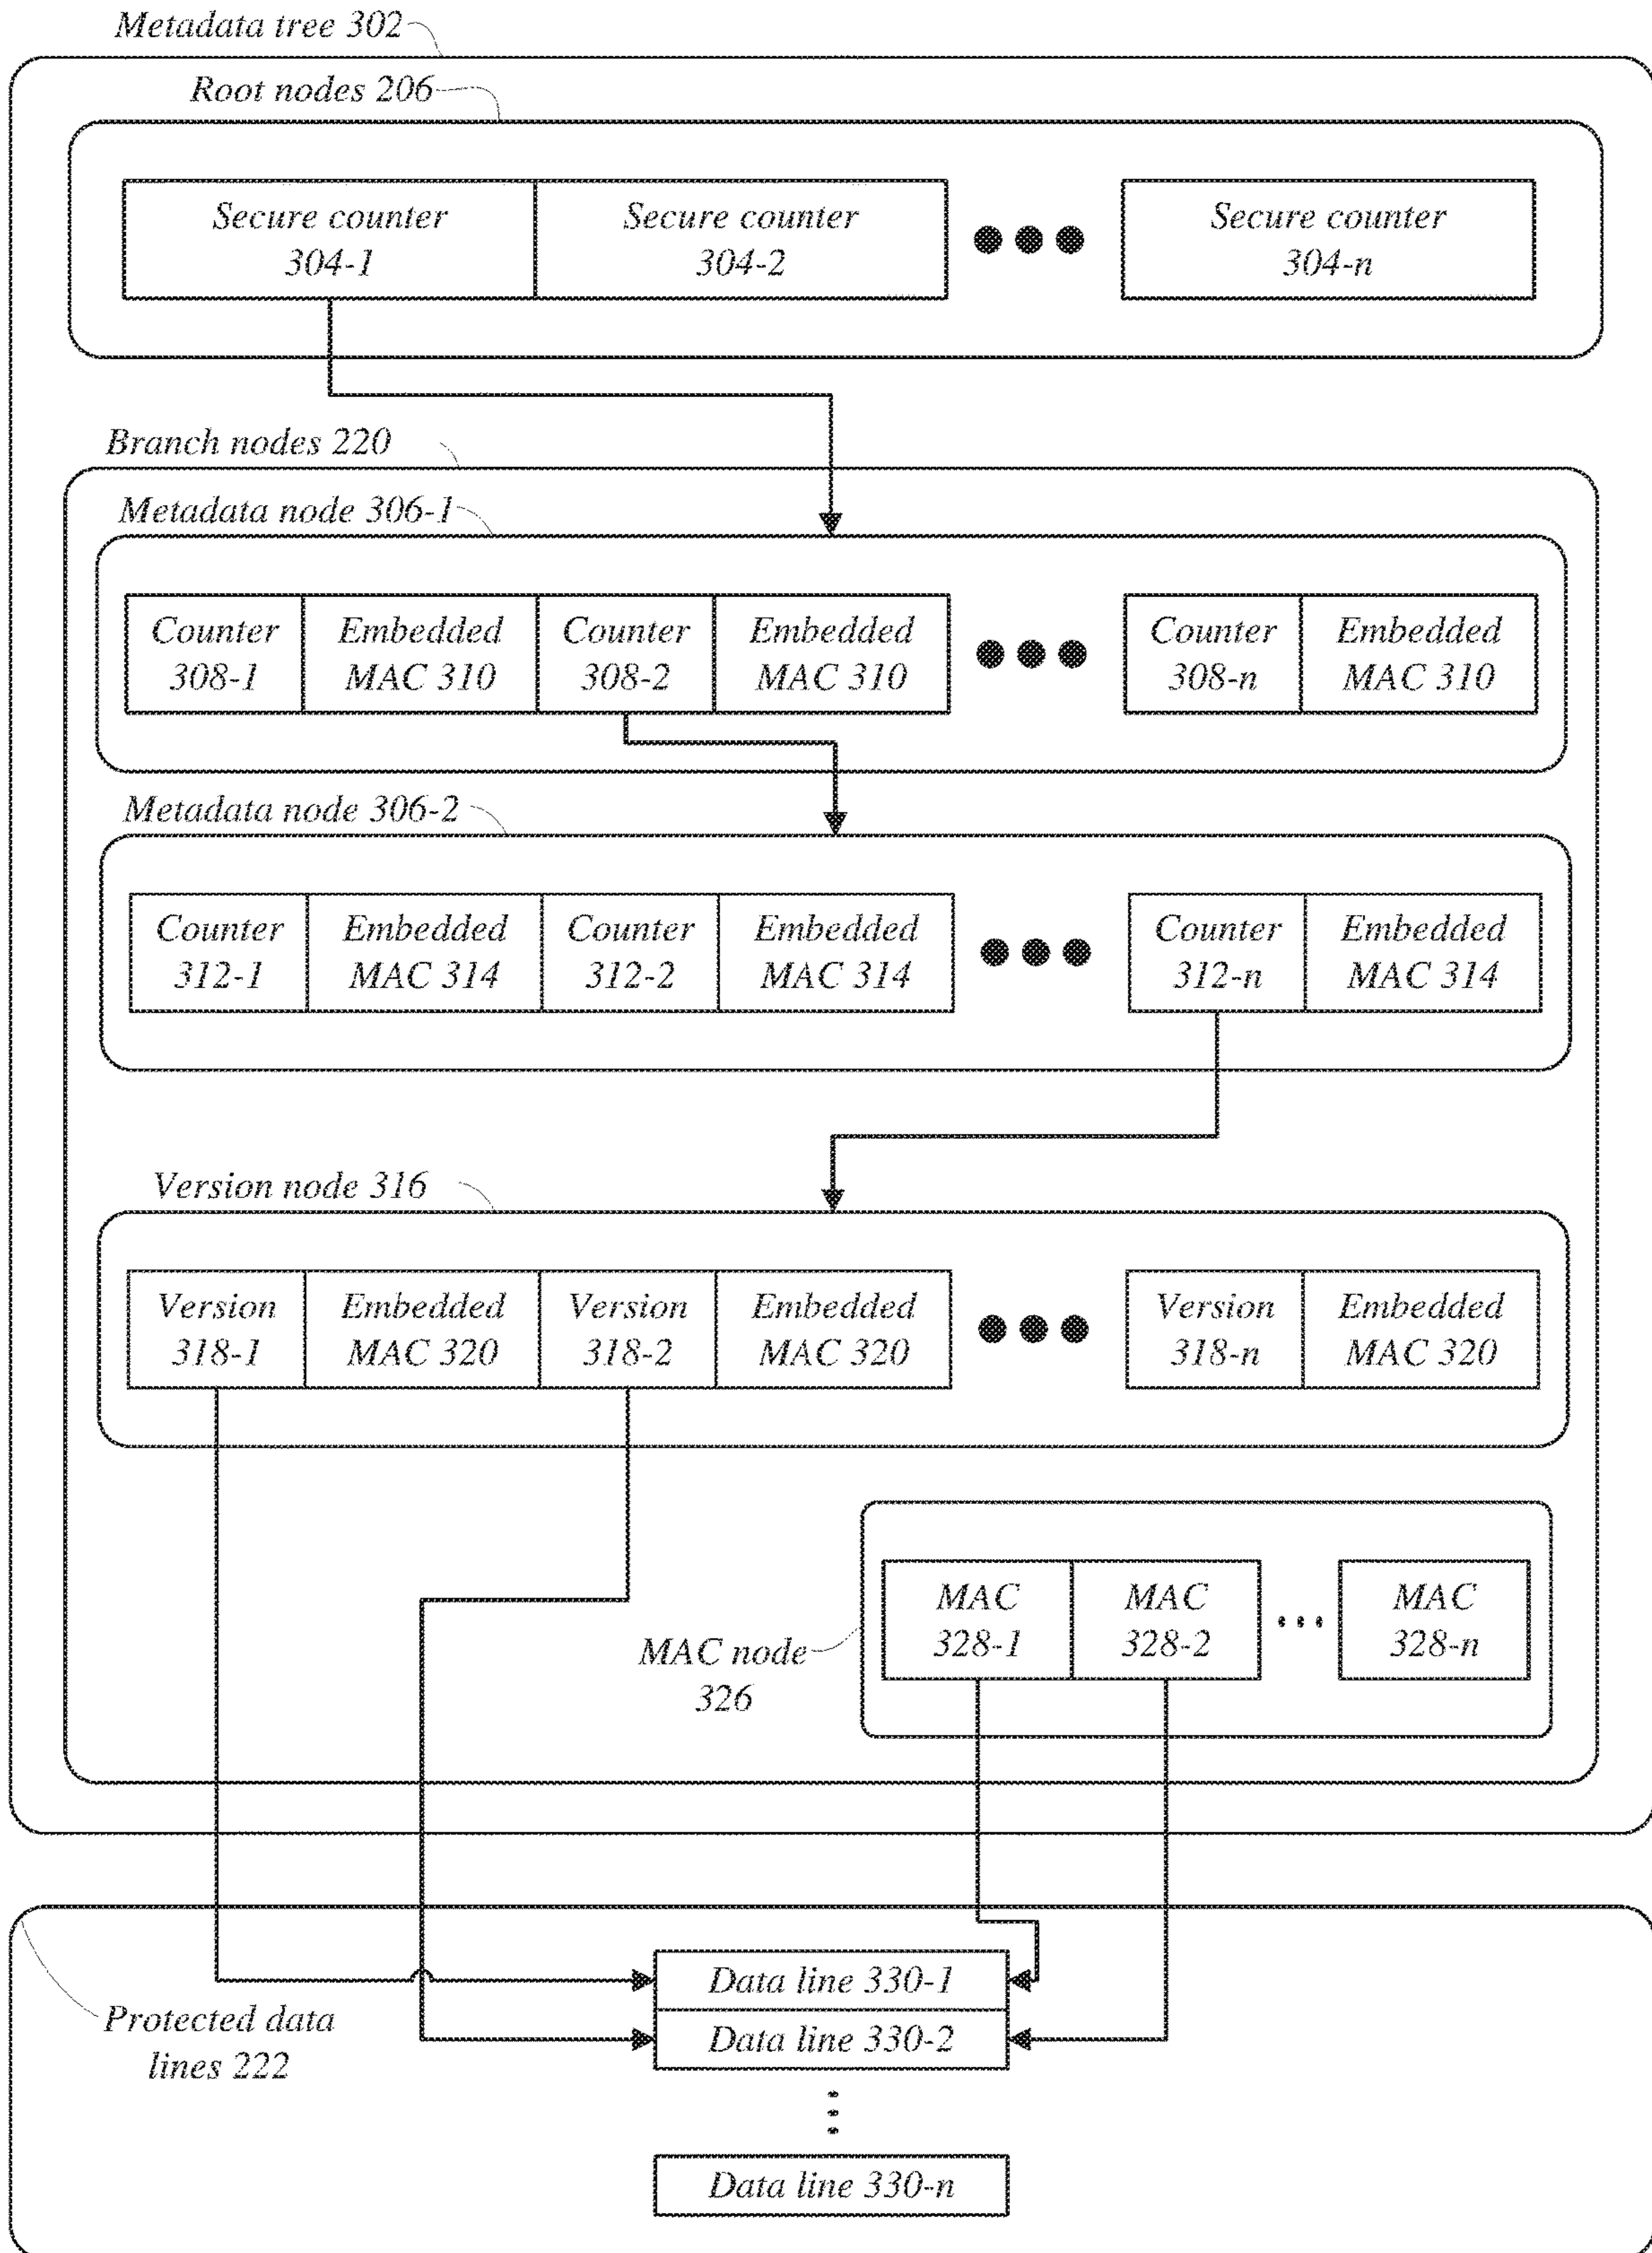 Metadata tree 302
Root nodes 206
Secure counter
304-1
Secure counter
304-2
Secure counter
304-n
Branch nodes 220
Metadata node 306-1
Counter
308-1
Embedded
MAC 310
Counter
308-2
Embedded
MAC 310
Counter
308-n
Embedded
MAC 310
Metadata node 306-2
Counter
312-1
Embedded
MAC 314
Counter
312-2
Embedded
MAC 314
Counter
312-n
Embedded
MAC 314
Version node 316
Version
318-1
Embedded
MAC 320
Version
318-2
Embedded
MAC 320
Version
318-n
Embedded
MAC 320
MAC node
326
MAC
328-1
MAC
328-2
...
MAC
328-n
Protected data
lines 222
Data line 330-1
Data line 330-2
Data line 330-n